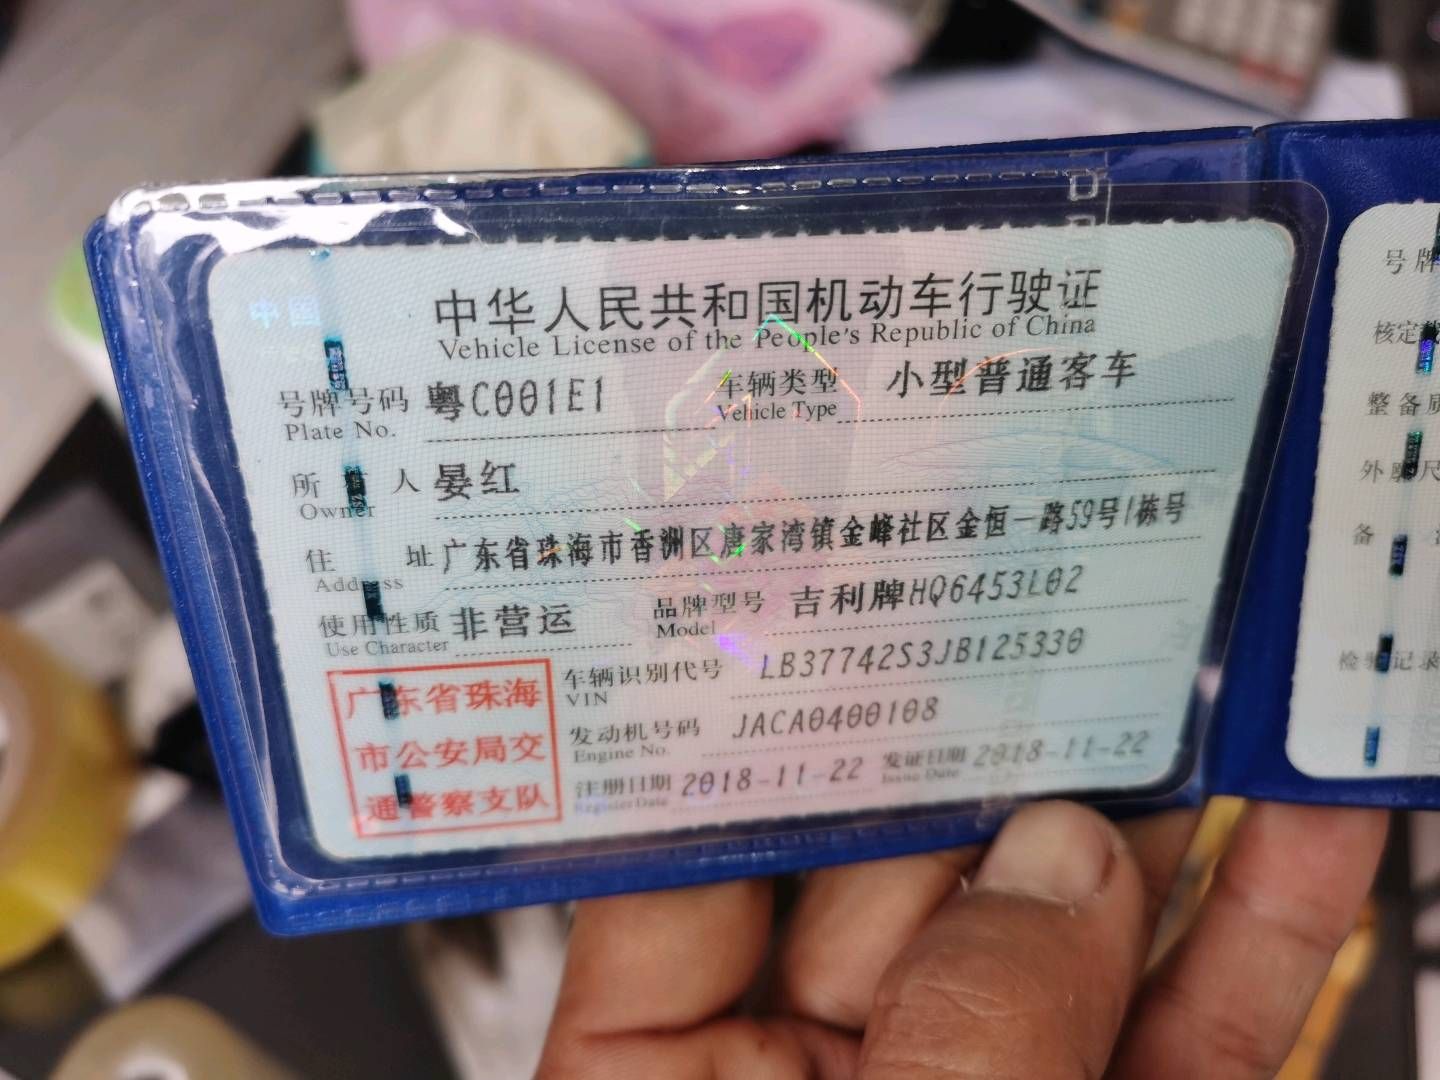 中国
中华人民共和国机动车行驶证
Vehicle License of the People's Republic of China
号牌号码 粤C001E1 车辆类型 小型普通客车
Plate No. Vehicle Type
所有人 晏红
Owner
住址 广东省珠海市香洲区唐家湾镇金峰社区金恒一路59号1栋号
Address
使用性质 非营运 品牌型号 吉利牌HQ6453L02
Use Character Model
车辆识别代号 LB37742S3JB125330
VIN
发动机号码 JACA0400108
Engine No.
注册日期 2018-11-22 发证日期 2018-11-22
Register Date Issue Date
广东省珠海
市公安局交
通警察支队
号牌
核定
整备质
外廓尺
备
检验记录